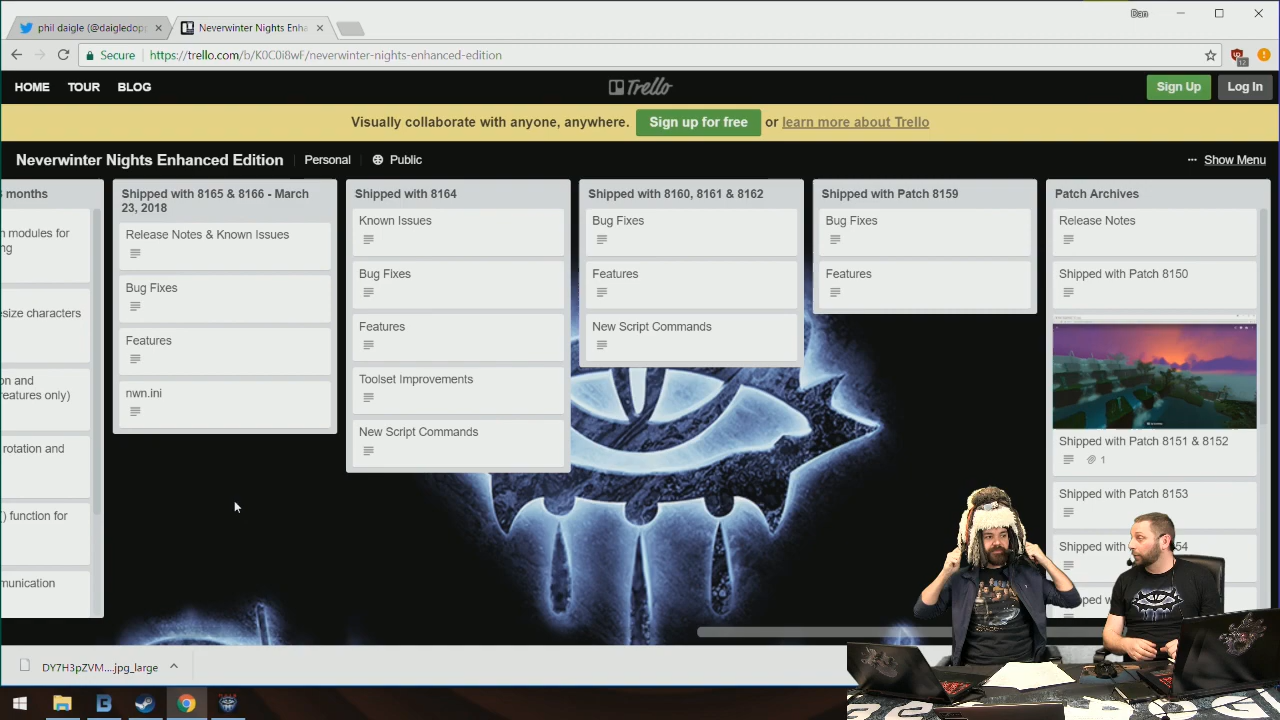 Dan
phil daigle (@daigledopp
Neverwinter Nights Enha
Secure
https://trello.com/b/K0C0i8wF/neverwinter-nights-enhanced-edition
12
HOME
TOUR
BLOG
Trello
Sign Up
Log In
Visually collaborate with anyone, anywhere. Sign up for free or learn more about Trello
Neverwinter Nights Enhanced Edition
Personal
Public
Show Menu
months
modules for
esize characters
on and
reatures only)
rotation and
() function for
munication
Shipped with 8165 & 8166 - March
23, 2018
Release Notes & Known Issues
Bug Fixes
Features
nwn.ini
Shipped with 8164
Known Issues
Bug Fixes
Features
Toolset Improvements
New Script Commands
Shipped with 8160, 8161 & 8162
Bug Fixes
Features
New Script Commands
Shipped with Patch 8159
Bug Fixes
Features
Patch Archives
Release Notes
Shipped with Patch 8150
Shipped with Patch 8151 & 8152
1
Shipped with Patch 8153
Shipped with
54
DY7H3pZVM....jpg_large